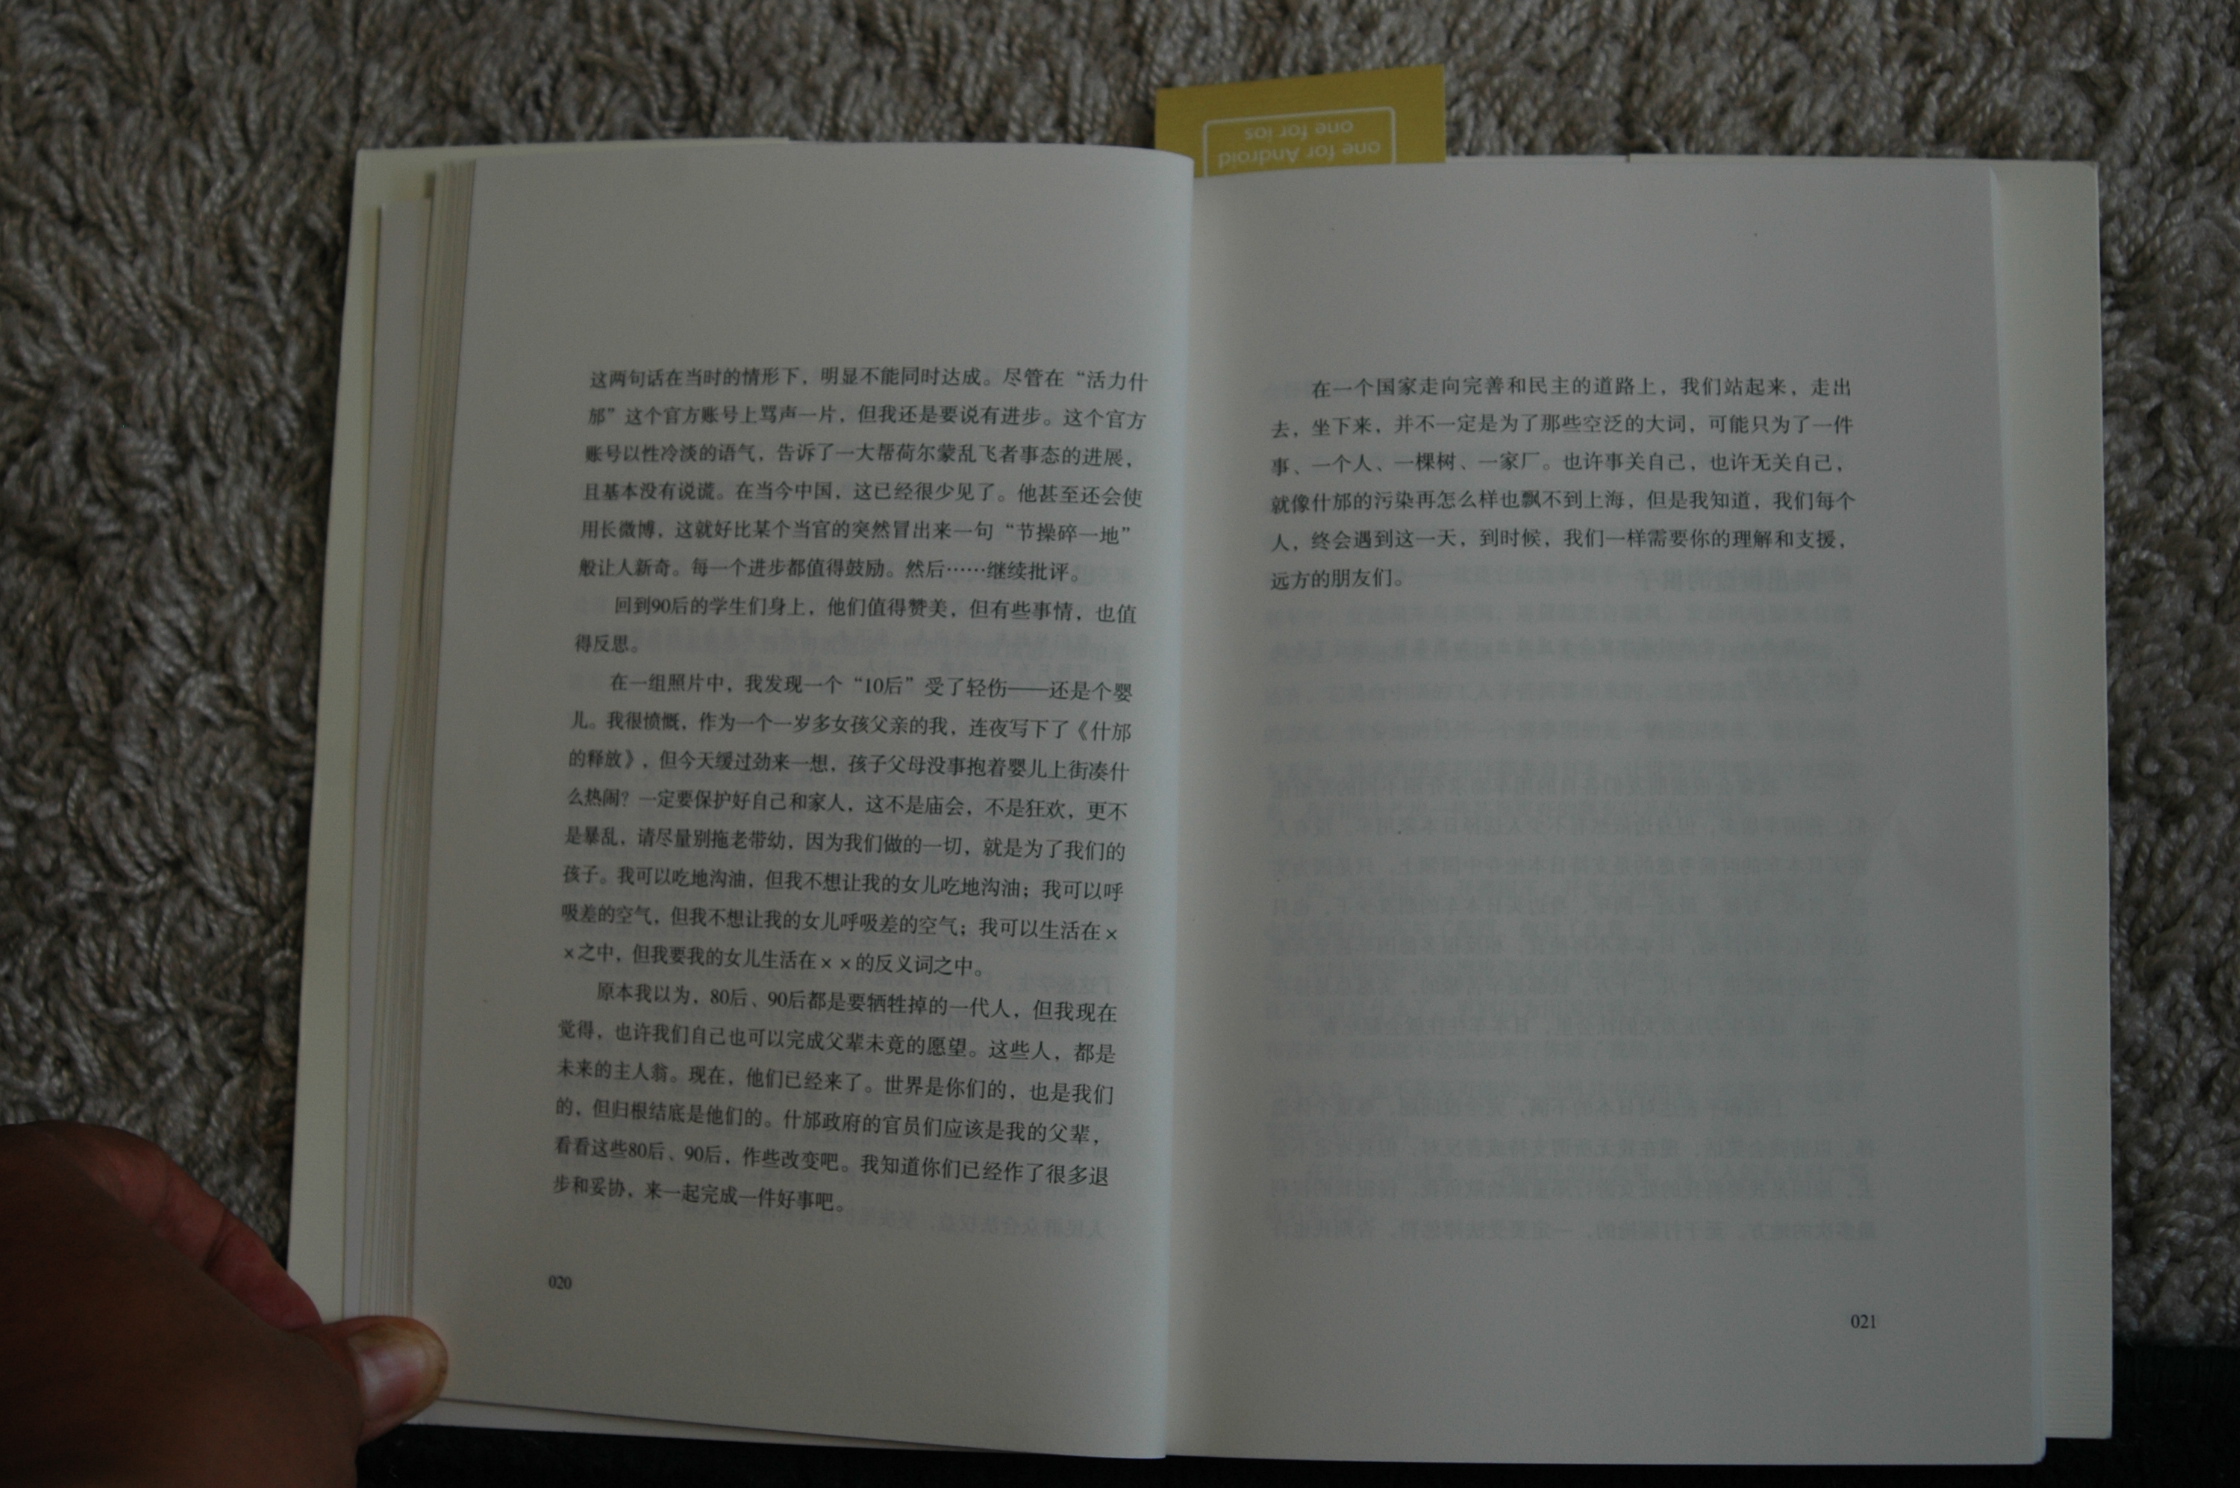 one for Android
one for ios
这两句话在当时的情形下，明显不能同时达成。尽管在“活力什
邡”这个官方账号上骂声一片，但我还是要说有进步。这个官方
账号以性冷淡的语气，告诉了一大帮荷尔蒙乱飞者事态的进展，
且基本没有说谎。在当今中国，这已经很少见了。他甚至还会使
用长微博，这就好比某个当官的突然冒出来一句“节操碎一地”
般让人新奇。每一个进步都值得鼓励。然后……继续批评。
回到90后的学生们身上，他们值得赞美，但有些事情，也值
得反思。
在一组照片中，我发现一个“10后”受了轻伤——还是个婴
儿。我很愤慨，作为一个一岁多女孩父亲的我，连夜写下了《什邡
的释放》，但今天缓过劲来一想，孩子父母没事抱着婴儿上街凑什
么热闹？一定要保护好自己和家人，这不是庙会，不是狂欢，更不
是暴乱，请尽量别拖老带幼，因为我们做的一切，就是为了我们的
孩子。我可以吃地沟油，但我不想让我的女儿吃地沟油；我可以呼
吸差的空气，但我不想让我的女儿呼吸差的空气；我可以生活在×
×之中，但我要我的女儿生活在××的反义词之中。
原本我以为，80后、90后都是要牺牲掉的一代人，但我现在
觉得，也许我们自己也可以完成父辈未竟的愿望。这些人，都是
未来的主人翁。现在，他们已经来了。世界是你们的，也是我们
的，但归根结底是他们的。什邡政府的官员们应该是我的父辈，
看看这些80后、90后，作些改变吧。我知道你们已经作了很多退
步和妥协，来一起完成一件好事吧。
020
在一个国家走向完善和民主的道路上，我们站起来，走出
去，坐下来，并不一定是为了那些空泛的大词，可能只为了一件
事、一个人、一棵树、一家厂。也许事关自己，也许无关自己，
就像什邡的污染再怎么样也飘不到上海，但是我知道，我们每个
人，终会遇到这一天，到时候，我们一样需要你的理解和支援，
远方的朋友们。
021